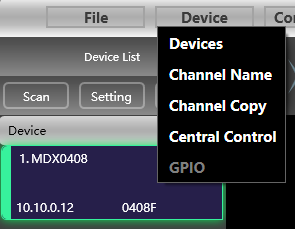 File Device Co
Device List
Devices
Channel Name
Channel Copy
Central Control
GPIO
Scan Setting
Device
1.MDX0408
10.10.0.12 0408F